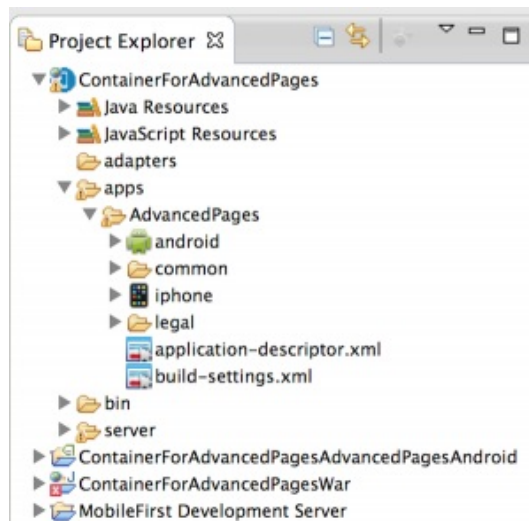 Project Explorer
ContainerForAdvancedPages
Java Resources
JavaScript Resources
adapters
apps
AdvancedPages
android
common
iphone
legal
application-descriptor.xml
build-settings.xml
bin
server
ContainerForAdvancedPagesAdvancedPagesAndroid
ContainerForAdvancedPagesWar
MobileFirst Development Server